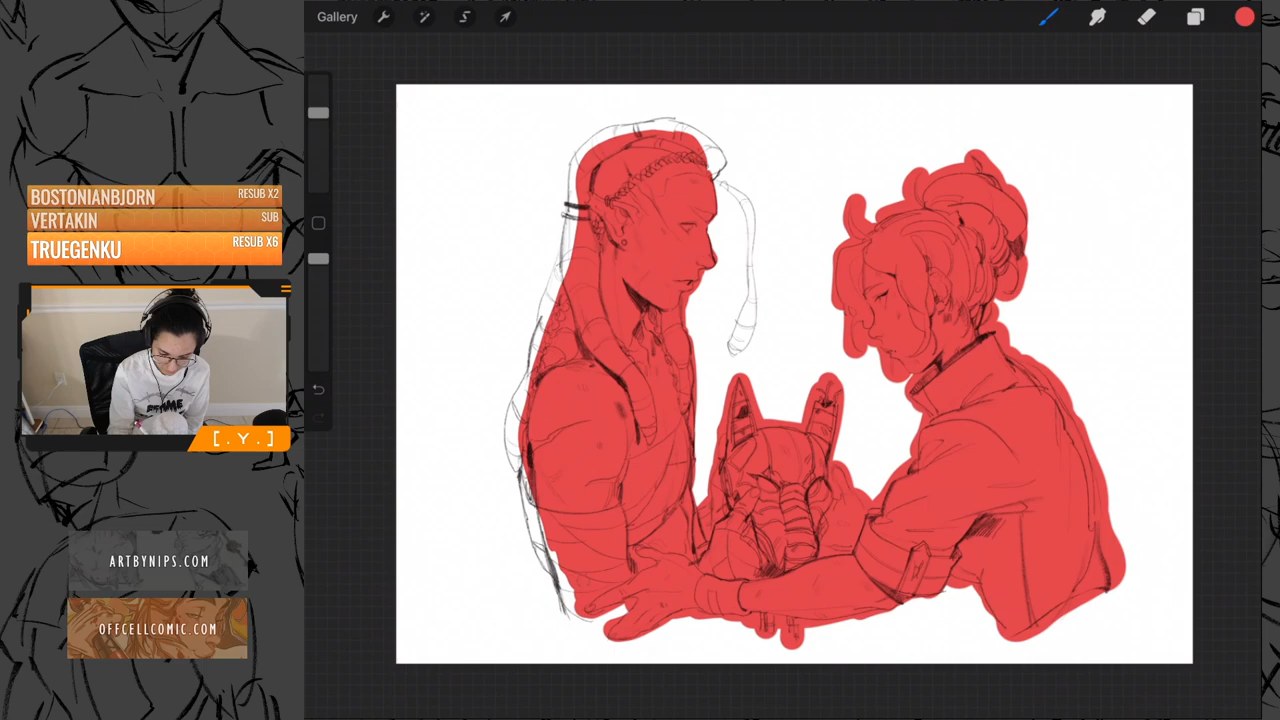 Gallery
BOSTONIANBJORN RESUB X2
VERTAKIN SUB
TRUEGENKU RESUB X6
[ . Y . ]
ARTBYNIPS.COM
OFFCELLCOMIC.COM